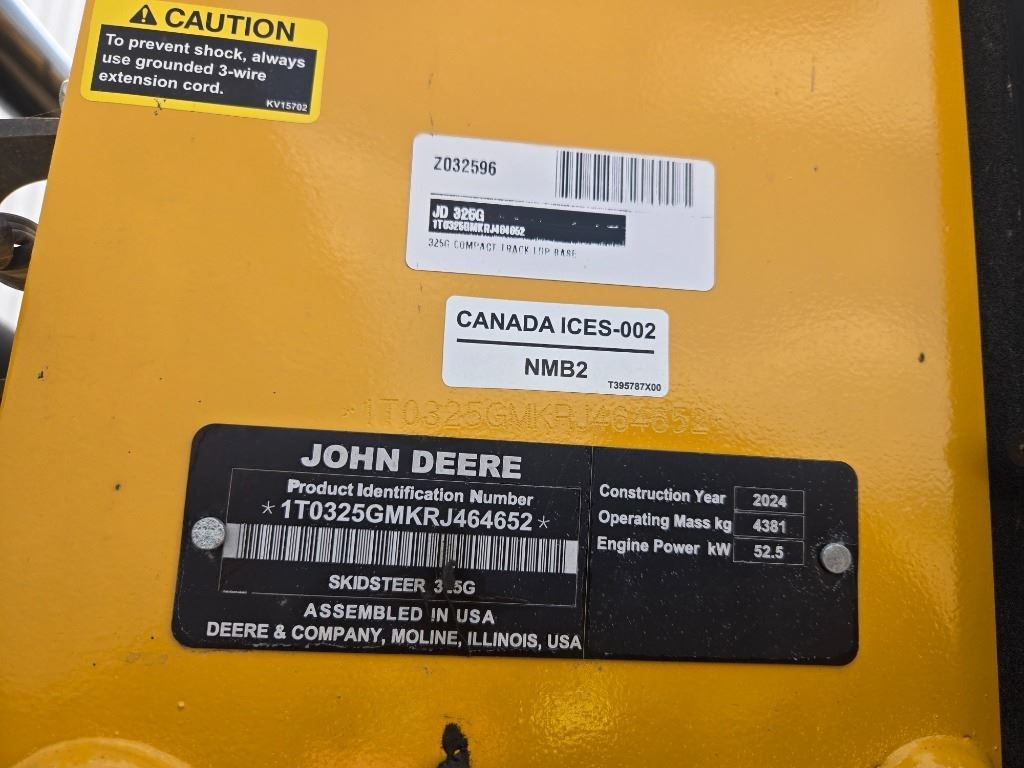 CAUTION
To prevent shock, always
use grounded 3-wire
extension cord.
KV15702
Z032596
JD 325G
1T0325GMKRJ464652
325G COMPACT TRACK LDR BASE
CANADA ICES-002
NMB2
T395787X00
*1T0325GMKRJ464652*
JOHN DEERE
Product Identification Number
*1T0325GMKRJ464652*
SKIDSTEER 325G
ASSEMBLED IN USA
DEERE & COMPANY, MOLINE, ILLINOIS, USA
Construction Year 2024
Operating Mass kg 4381
Engine Power kW 52.5